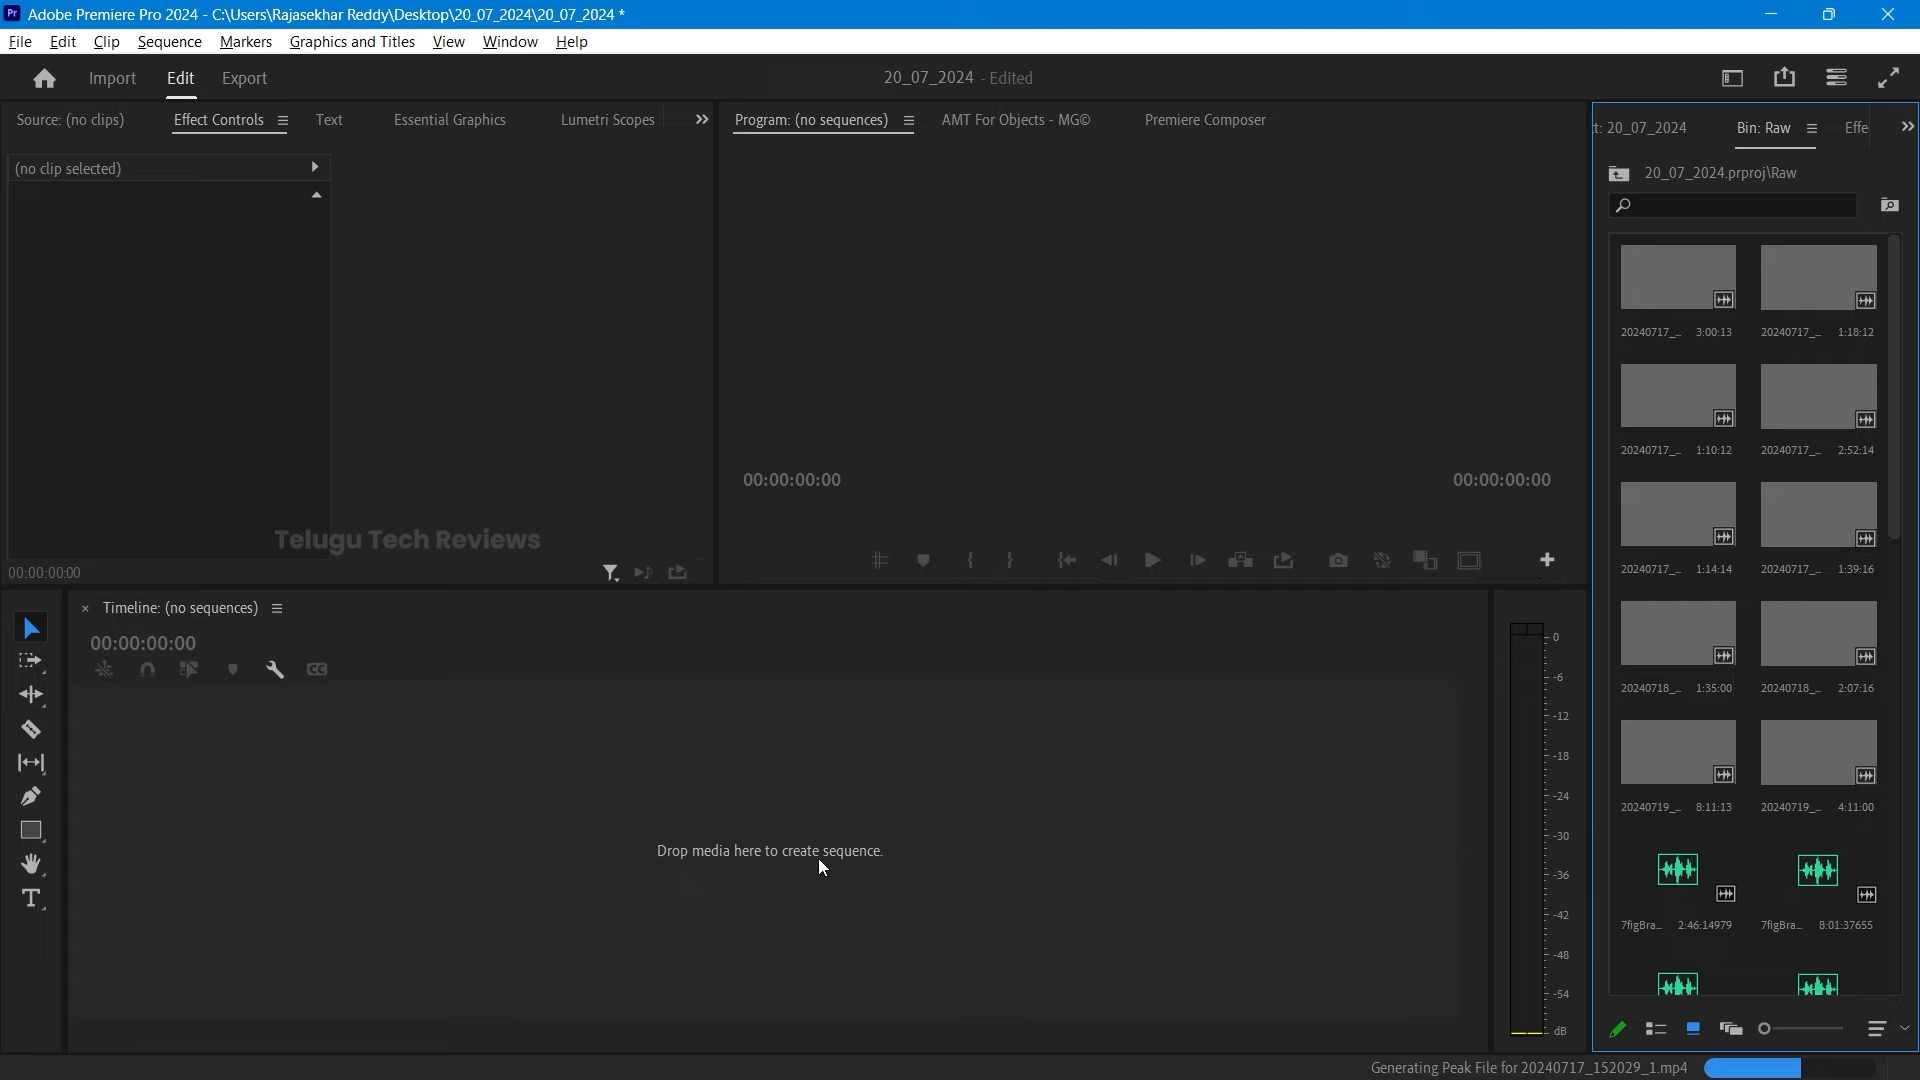 Adobe Premiere Pro 2024 - C:\Users\Rajasekhar Reddy\Desktop\20_07_2024\20_07_2024 *
File Edit Clip Sequence Markers Graphics and Titles View Window Help
Import Edit Export 20_07_2024 - Edited
Source: (no clips) Effect Controls Text Essential Graphics Lumetri Scopes
(no clip selected)
Telugu Tech Reviews
00:00:00:00
Program: (no sequences) AMT For Objects - MG© Premiere Composer
00:00:00:00 00:00:00:00
t: 20_07_2024 Bin: Raw Effe
20_07_2024.prproj\Raw
20240717_... 3:00:13 20240717_... 1:18:12
20240717_... 1:10:12 20240717_... 2:52:14
20240717_... 1:14:14 20240717_... 1:39:16
20240718_... 1:35:00 20240718_... 2:07:16
20240719_... 8:11:13 20240719_... 4:11:00
7figBra... 2:46:14979 7figBra... 8:01:37655
Timeline: (no sequences)
00:00:00:00
CC
Drop media here to create sequence.
T
0
-6
-12
-18
-24
-30
-36
-42
-48
-54
dB
Generating Peak File for 20240717_152029_1.mp4